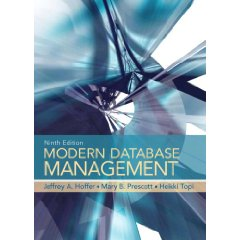 Ninth Edition
MODERN DATABASE
MANAGEMENT
Jeffrey A. Hoffer • Mary B. Prescott • Heikki Topi